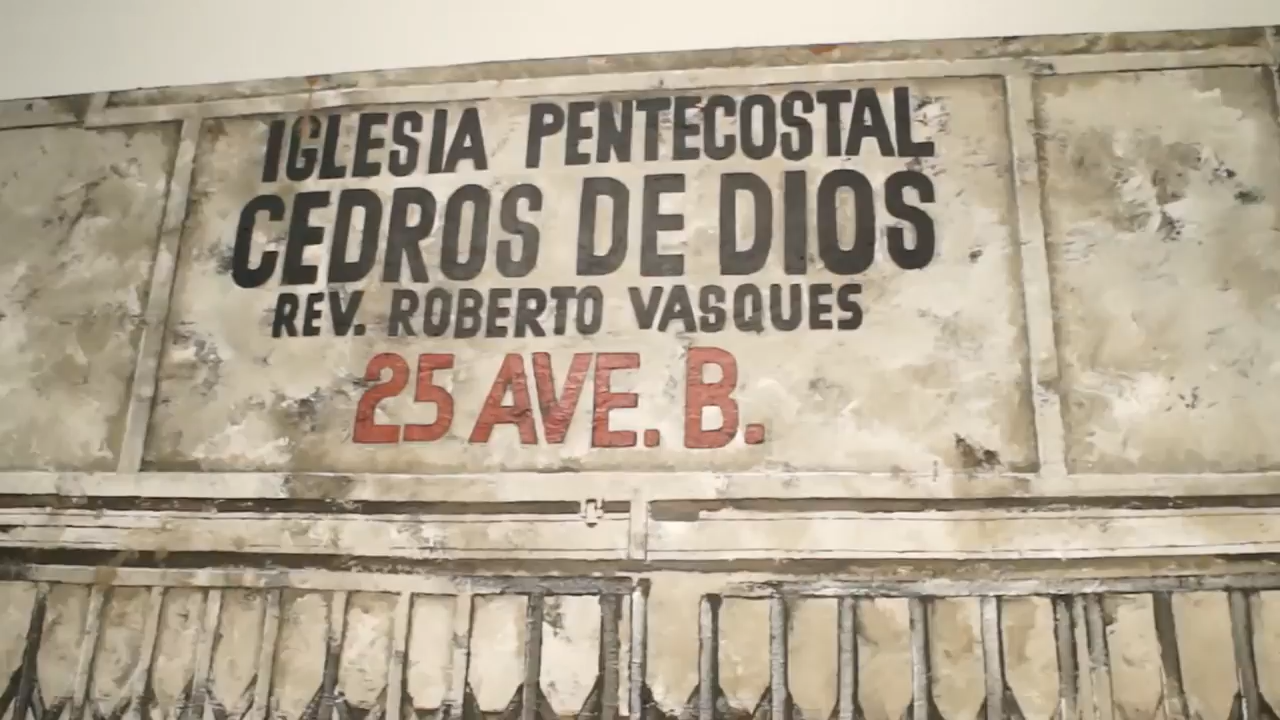 IGLESIA PENTECOSTAL
CEDROS DE DIOS
REV. ROBERTO VASQUES
25 AVE. B.